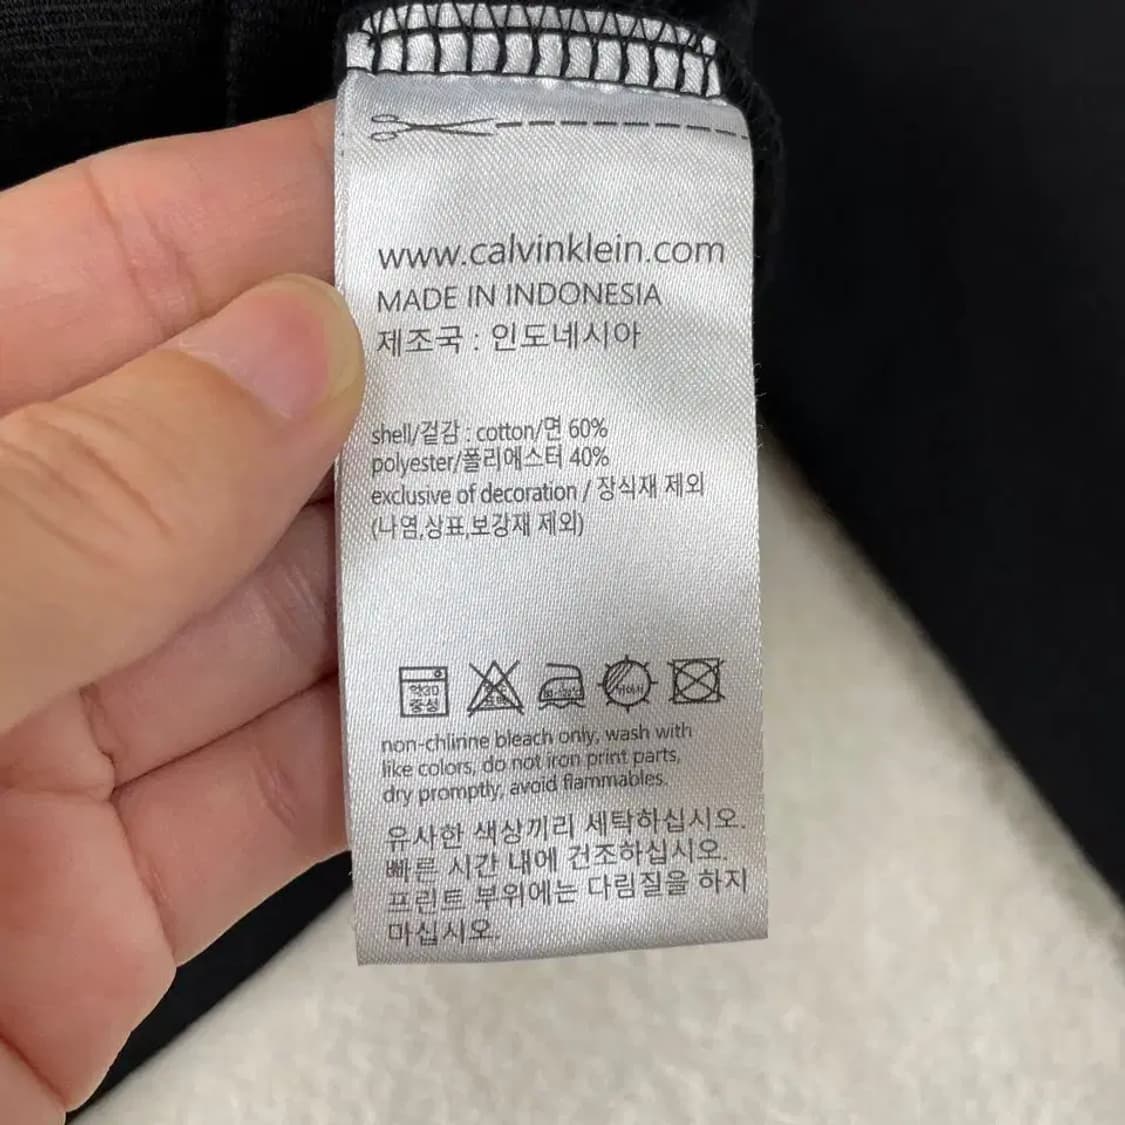 www.calvinklein.com
MADE IN INDONESIA
제조국 : 인도네시아
shell/겉감 : cotton/면 60%
polyester/폴리에스터 40%
exclusive of decoration / 장식재 제외
(나염,상표,보강재 제외)
약30
중성
non-chlinne bleach only, wash with
like colors, do not iron print parts,
dry promptly, avoid flammables.
유사한 색상끼리 세탁하십시오.
빠른 시간 내에 건조하십시오.
프린트 부위에는 다림질을 하지
마십시오.